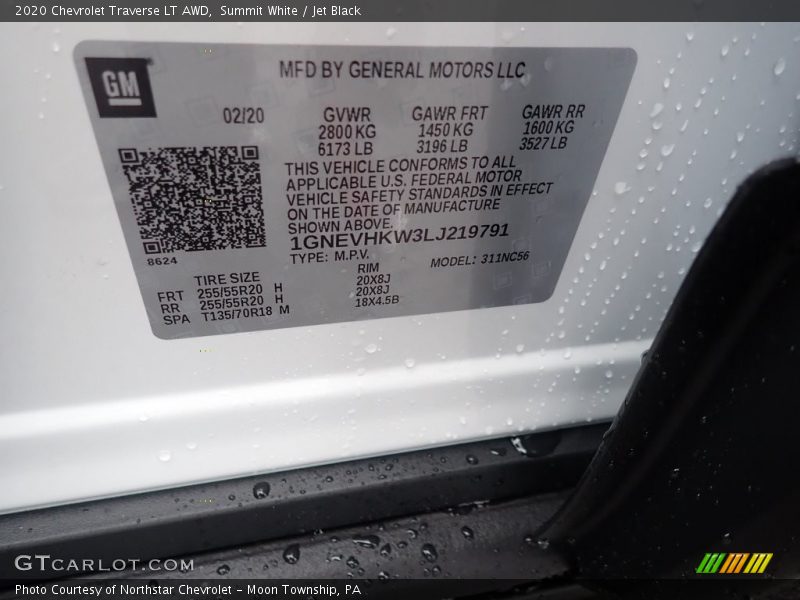 2020 Chevrolet Traverse LT AWD, Summit White / Jet Black
GM
MFD BY GENERAL MOTORS LLC
02/20 GVWR GAWR FRT GAWR RR
2800 KG 1450 KG 1600 KG
6173 LB 3196 LB 3527 LB
THIS VEHICLE CONFORMS TO ALL
APPLICABLE U.S. FEDERAL MOTOR
VEHICLE SAFETY STANDARDS IN EFFECT
ON THE DATE OF MANUFACTURE
SHOWN ABOVE.
1GNEVHKW3LJ219791
8624
TYPE: M.P.V. MODEL: 311NC56
TIRE SIZE RIM
FRT 255/55R20 H 20X8J
RR 255/55R20 H 20X8J
SPA T135/70R18 M 18X4.5B
GTCARLOT.COM
Photo Courtesy of Northstar Chevrolet - Moon Township, PA